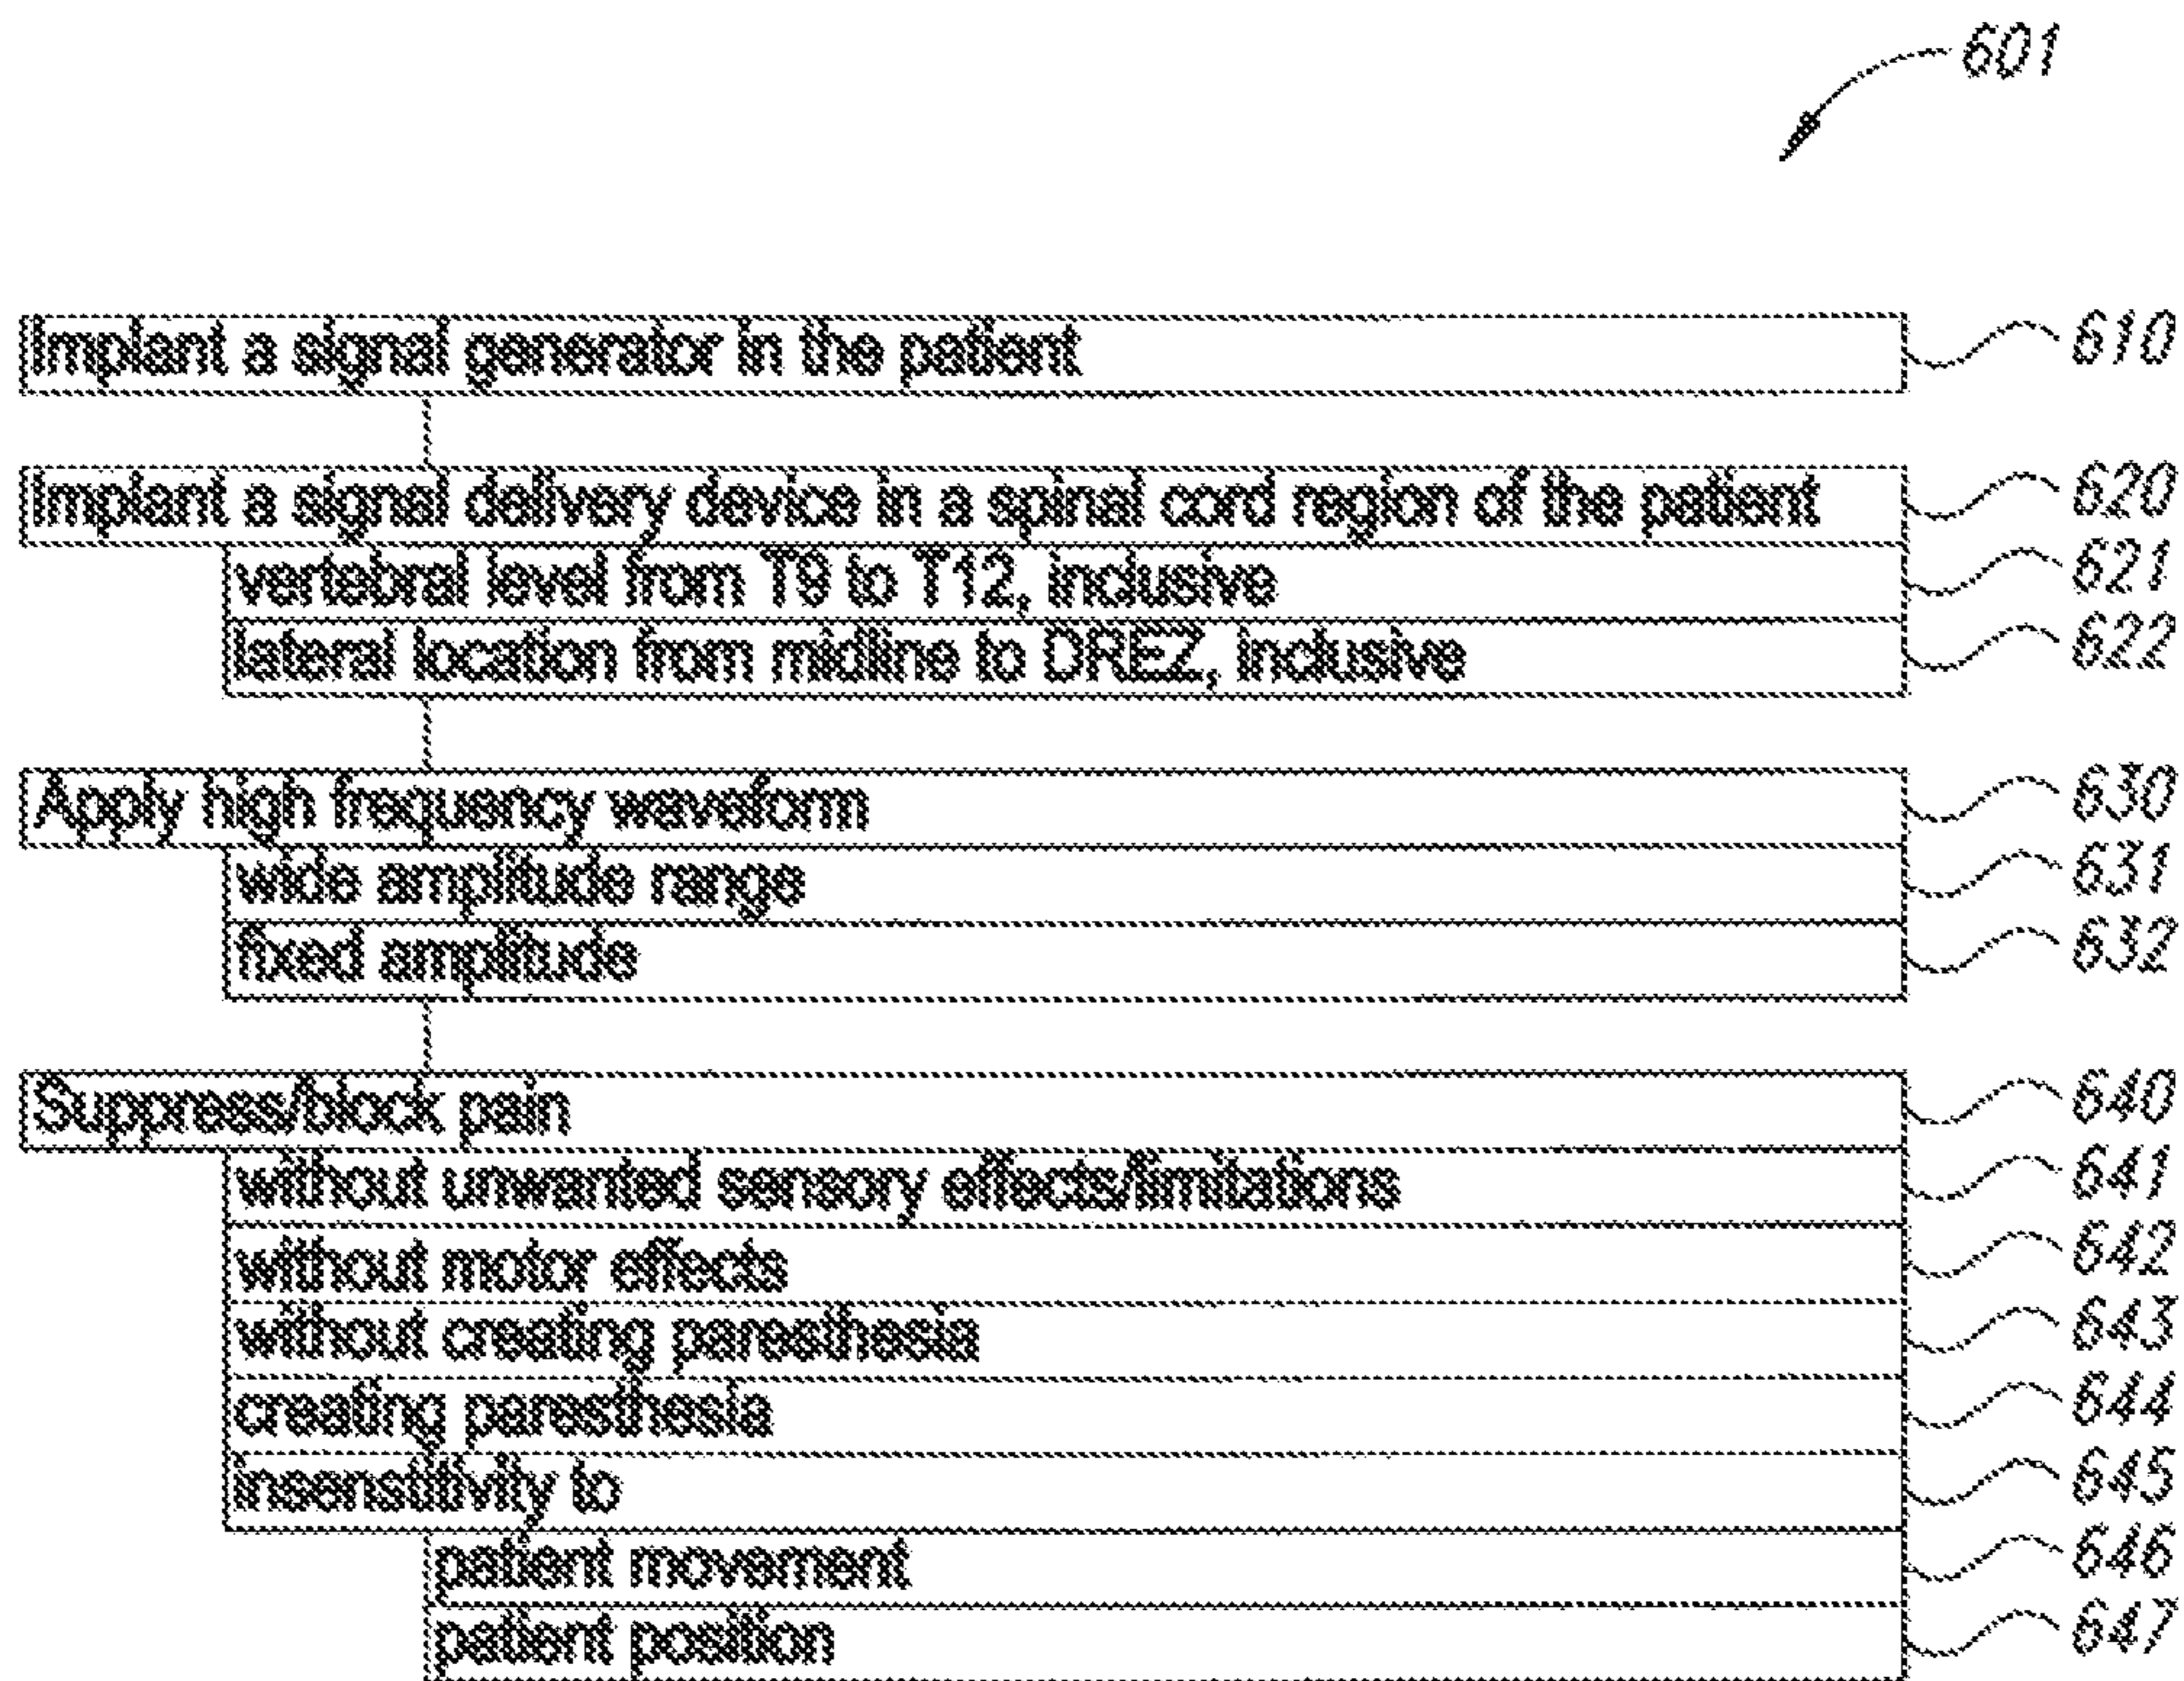 601
Implant a signal generator in the patient 610
Implant a signal delivery device in a spinal cord region of the patient 620
vertebral level from T9 to T12, inclusive 621
lateral location from midline to DREZ, inclusive 622
Apply high frequency waveform 630
wide amplitude range 631
fixed amplitude 632
Suppress/block pain 640
without unwanted sensory effects/limitations 641
without motor effects 642
without creating paresthesia 643
creating paresthesia 644
insensitivity to 645
patient movement 646
patient position 647